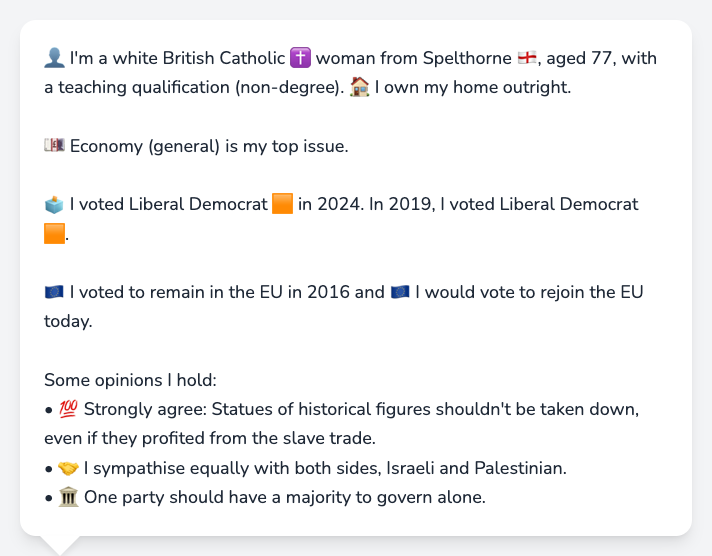 👤 I'm a white British Catholic ✝️ woman from Spelthorne 🏴󠁧󠁢󠁥󠁮󠁧󠁿, aged 77, with
a teaching qualification (non-degree). 🏠 I own my home outright.
💷 Economy (general) is my top issue.
🗳️ I voted Liberal Democrat 🟧 in 2024. In 2019, I voted Liberal Democrat
🟧.
🇪🇺 I voted to remain in the EU in 2016 and 🇪🇺 I would vote to rejoin the EU
today.
Some opinions I hold:
• 💯 Strongly agree: Statues of historical figures shouldn't be taken down,
even if they profited from the slave trade.
• 🤝 I sympathise equally with both sides, Israeli and Palestinian.
• 🏛️ One party should have a majority to govern alone.